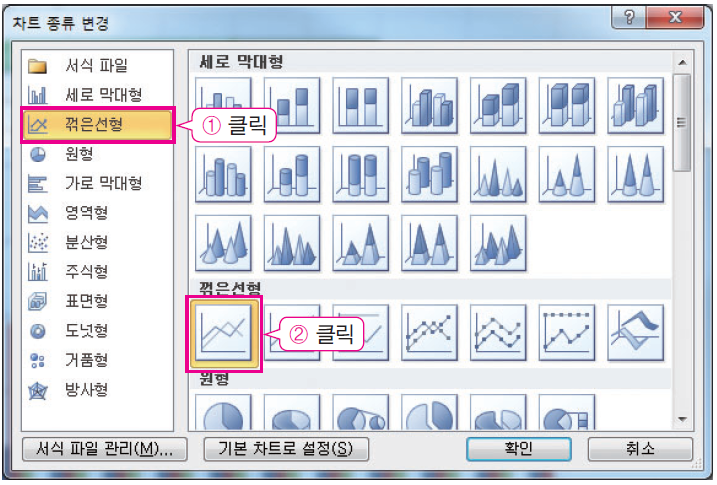 차트 종류 변경
서식 파일
세로 막대형
꺾은선형
원형
가로 막대형
영역형
분산형
주식형
표면형
도넛형
거품형
방사형
① 클릭
세로 막대형
꺾은선형
② 클릭
원형
서식 파일 관리(M)...
기본 차트로 설정(S)
확인
취소